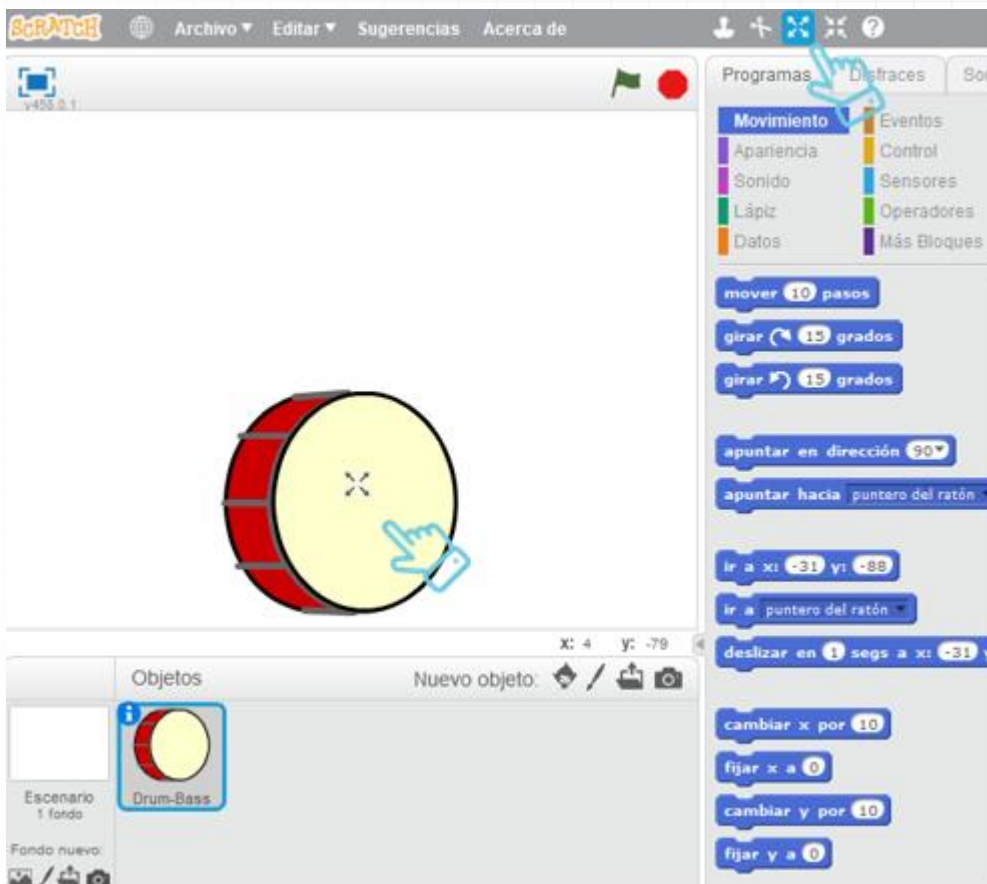 SCRATCH Archivo Editar Sugerencias Acerca de
v458.0.1
Programas Disfraces So
Movimiento Eventos
Apariencia Control
Sonido Sensores
Lápiz Operadores
Datos Más Bloques
mover 10 pasos
girar 15 grados
girar 15 grados
apuntar en dirección 90
apuntar hacia puntero del ratón
ir a x: -31 y: -88
ir a puntero del ratón
deslizar en 1 segs a x: -31 y
cambiar x por 10
fijar x a 0
cambiar y por 10
fijar y a 0
x: 4 y: -79
Objetos Nuevo objeto:
Escenario
1 fondo
Drum-Bass
Fondo nuevo: